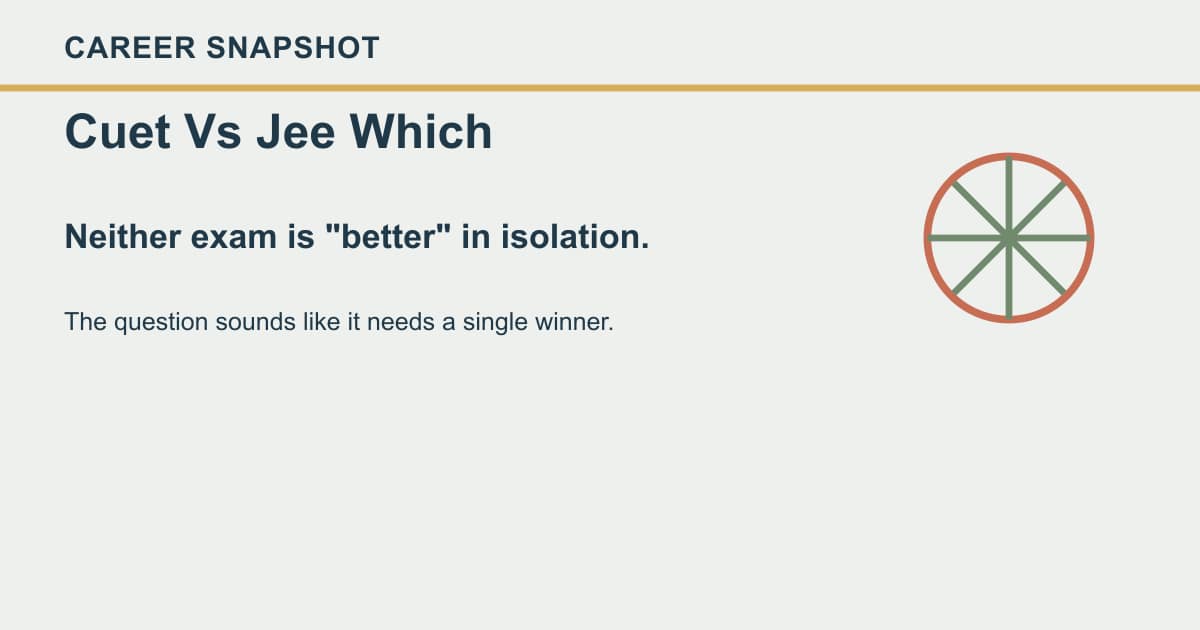 CAREER SNAPSHOT
Cuet Vs Jee Which
Neither exam is "better" in isolation.
The question sounds like it needs a single winner.